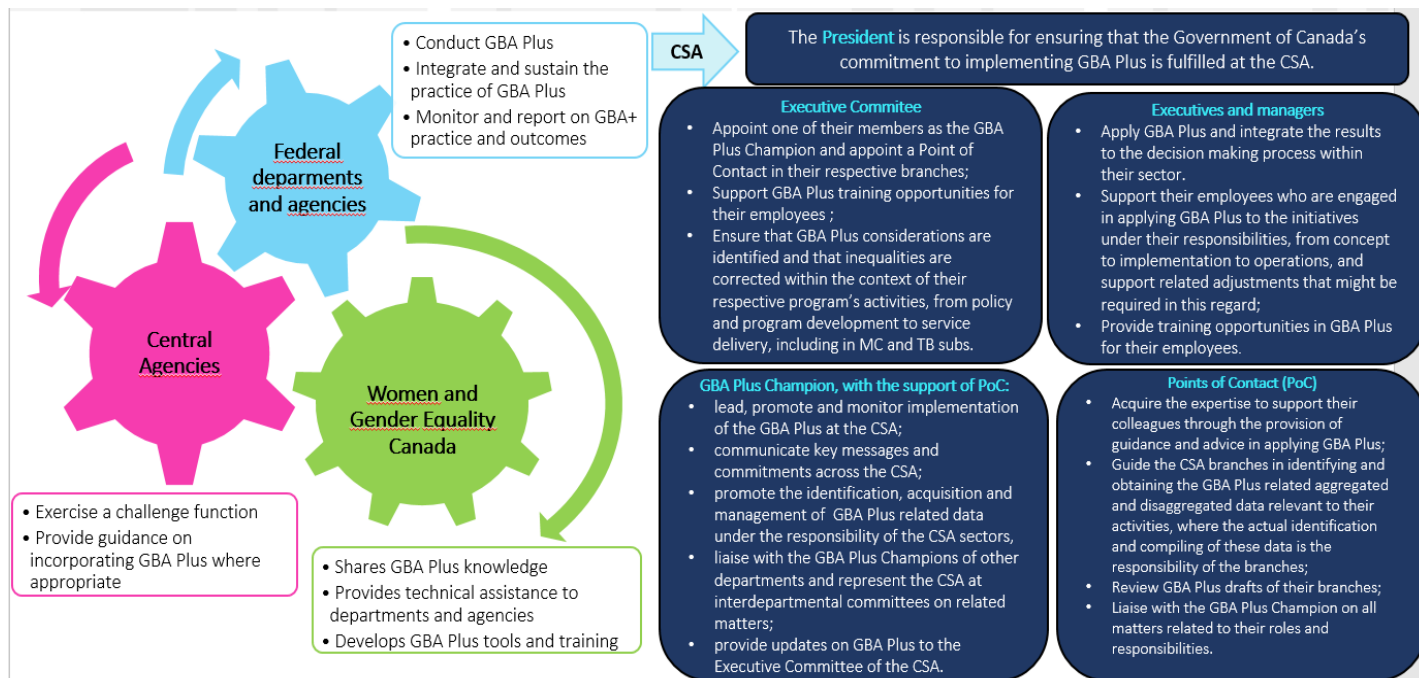 • Conduct GBA Plus
• Integrate and sustain the
practice of GBA Plus
• Monitor and report on GBA+
practice and outcomes
CSA
The President is responsible for ensuring that the Government of Canada's
commitment to implementing GBA Plus is fulfilled at the CSA.
Federal
deparments
and agencies
Central
Agencies
Women and
Gender Equality
Canada
• Exercise a challenge function
• Provide guidance on
incorporating GBA Plus where
appropriate
• Shares GBA Plus knowledge
• Provides technical assistance to
departments and agencies
• Develops GBA Plus tools and training
Executive Commitee
• Appoint one of their members as the GBA
Plus Champion and appoint a Point of
Contact in their respective branches;
• Support GBA Plus training opportunities for
their employees ;
• Ensure that GBA Plus considerations are
identified and that inequalities are
corrected within the context of their
respective program's activities, from policy
and program development to service
delivery, including in MC and TB subs.
Executives and managers
• Apply GBA Plus and integrate the results
to the decision making process within
their sector.
• Support their employees who are engaged
in applying GBA Plus to the initiatives
under their responsibilities, from concept
to implementation to operations, and
support related adjustments that might be
required in this regard;
• Provide training opportunities in GBA Plus
for their employees.
GBA Plus Champion, with the support of PoC:
• lead, promote and monitor implementation
of the GBA Plus at the CSA;
• communicate key messages and
commitments across the CSA;
• promote the identification, acquisition and
management of GBA Plus related data
under the responsibility of the CSA sectors,
• liaise with the GBA Plus Champions of other
departments and represent the CSA at
interdepartmental committees on related
matters;
• provide updates on GBA Plus to the
Executive Committee of the CSA.
Points of Contact (PoC)
• Acquire the expertise to support their
colleagues through the provision of
guidance and advice in applying GBA Plus;
• Guide the CSA branches in identifying and
obtaining the GBA Plus related aggregated
and disaggregated data relevant to their
activities, where the actual identification
and compiling of these data is the
responsibility of the branches;
• Review GBA Plus drafts of their branches;
• Liaise with the GBA Plus Champion on all
matters related to their roles and
responsibilities.